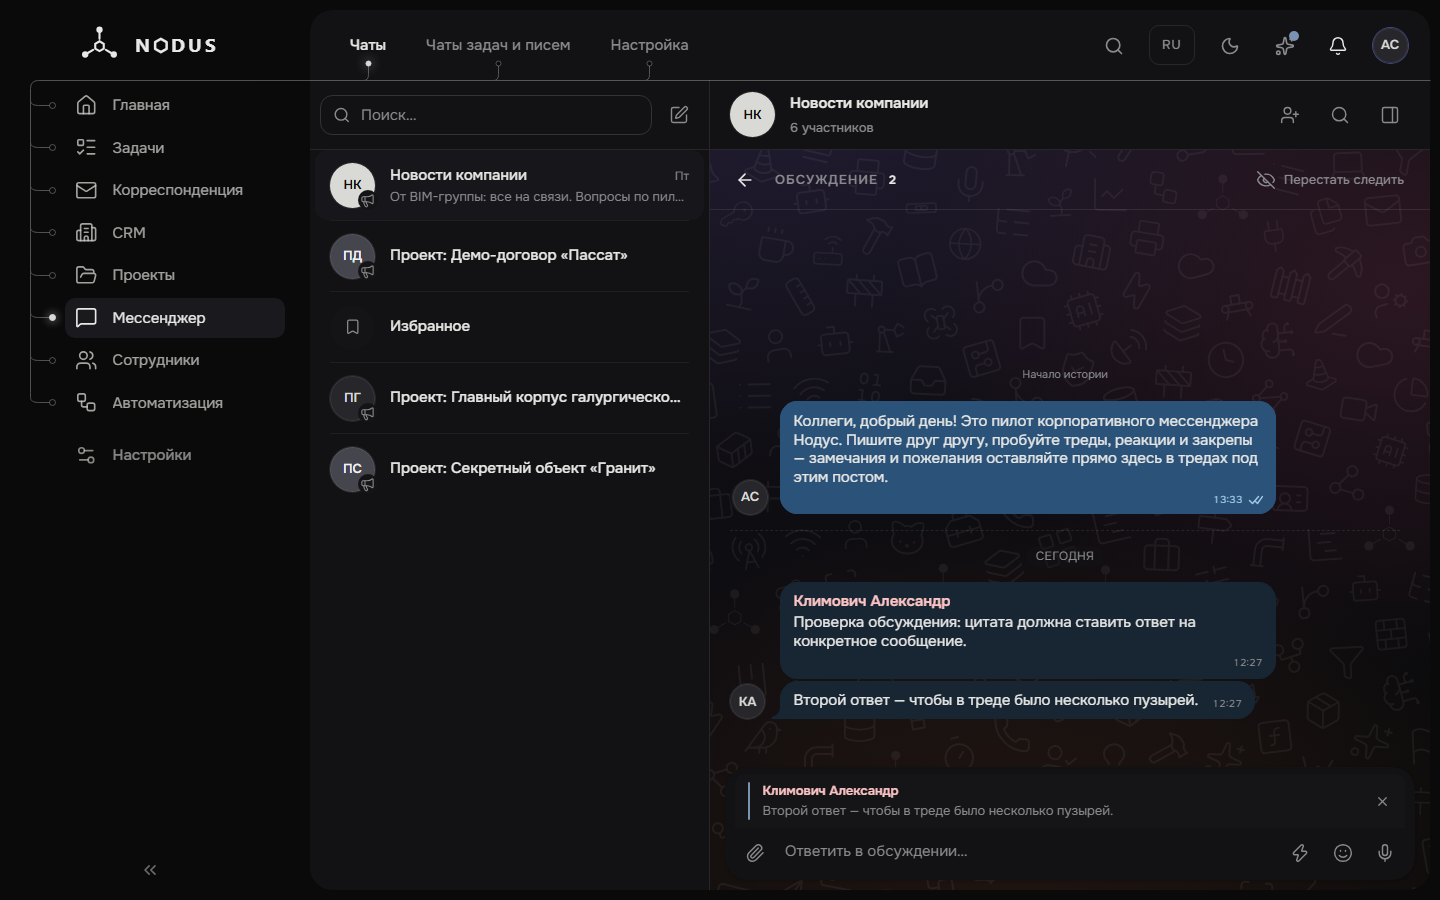 NODUS
Чаты
Чаты задач и писем
Настройка
RU
АС
Главная
Задачи
Корреспонденция
CRM
Проекты
Мессенджер
Сотрудники
Автоматизация
Настройки
Поиск...
НК
Новости компании
Пт
От BIM-группы: все на связи. Вопросы по пил...
ПД
Проект: Демо-договор «Пассат»
Избранное
ПГ
Проект: Главный корпус галургическо...
ПС
Проект: Секретный объект «Гранит»
НК
Новости компании
6 участников
ОБСУЖДЕНИЕ 2
Перестать следить
Начало истории
Коллеги, добрый день! Это пилот корпоративного мессенджера
Нодус. Пишите друг другу, пробуйте треды, реакции и закрепы
— замечания и пожелания оставляйте прямо здесь в тредах под
этим постом.
13:33
АС
СЕГОДНЯ
Климович Александр
Проверка обсуждения: цитата должна ставить ответ на
конкретное сообщение.
12:27
КА
Второй ответ — чтобы в треде было несколько пузырей.
12:27
Климович Александр
Второй ответ — чтобы в треде было несколько пузырей.
Ответить в обсуждении...